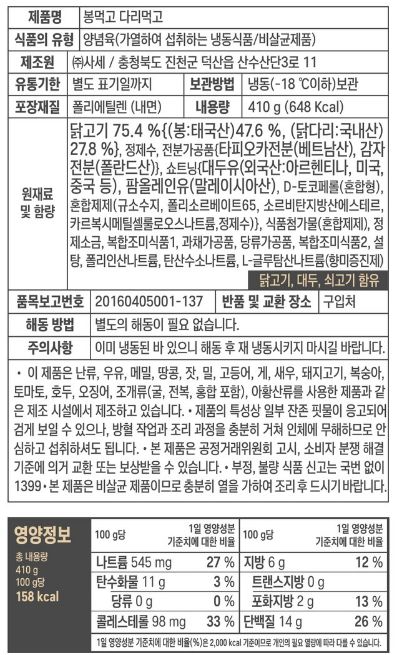 제품명 봉먹고 다리먹고
식품의 유형 양념육(가열하여 섭취하는 냉동식품/비살균제품)
제조원 ㈜사세 / 충청북도 진천군 덕산읍 산수산단3로 11
유통기한 별도 표기일까지 보관방법 냉동(-18 ℃이하)보관
포장재질 폴리에틸렌 (내면) 내용량 410 g (648 Kcal)
원재료 및 함량
닭고기 75.4 %{(봉:태국산)47.6 %, (닭다리:국내산)
27.8 %}, 정제수, 전분가공품{타피오카전분(베트남산), 감자
전분(폴란드산)}, 쇼트닝{대두유(외국산:아르헨티나, 미국,
중국 등), 팜올레인유(말레이시아산), D-토코페롤(혼합형),
혼합제제(규소수지, 폴리소르베이트65, 소르비탄지방산에스테르,
카르복시메틸셀룰로오스나트륨,정제수)}, 식품첨가물(혼합제제), 정
제소금, 복합조미식품1, 과채가공품, 당류가공품, 복합조미식품2, 설
탕, 폴리인산나트륨, 탄산수소나트륨, L-글루탐산나트륨(향미증진제)
닭고기, 대두, 쇠고기 함유
품목보고번호 20160405001-137 반품 및 교환 장소 구입처
해동 방법 별도의 해동이 필요 없습니다.
주의사항 이미 냉동된 바 있으니 해동 후 재 냉동시키지 마시길 바랍니다.
• 이 제품은 난류, 우유, 메밀, 땅콩, 잣, 밀, 고등어, 게, 새우, 돼지고기, 복숭아,
토마토, 호두, 오징어, 조개류(굴, 전복, 홍합 포함), 아황산류를 사용한 제품과 같
은 제조 시설에서 제조하고 있습니다. • 제품의 특성상 일부 잔존 핏물이 응고되어
검게 보일 수 있으나, 방혈 작업과 조리 과정을 충분히 거쳐 인체에 무해하므로 안
심하고 섭취하셔도 됩니다. • 본 제품은 공정거래위원회 고시, 소비자 분쟁 해결
기준에 의거 교환 또는 보상받을 수 있습니다. • 부정, 불량 식품 신고는 국번 없이
1399 • 본 제품은 비살균 제품이므로 충분히 열을 가하여 조리 후 드시기 바랍니다.
영양정보
총 내용량
410 g
100 g당
158 kcal
100 g당 1일 영양성분 기준치에 대한 비율 100 g당 1일 영양성분 기준치에 대한 비율
나트륨 545 mg 27 % 지방 6 g 12 %
탄수화물 11 g 3 % 트랜스지방 0 g
당류 0 g 0 % 포화지방 2 g 13 %
콜레스테롤 98 mg 33 % 단백질 14 g 26 %
1일 영양성분 기준치에 대한 비율(%)은 2,000 kcal 기준이므로 개인의 필요 열량에 따라 다를 수 있습니다.